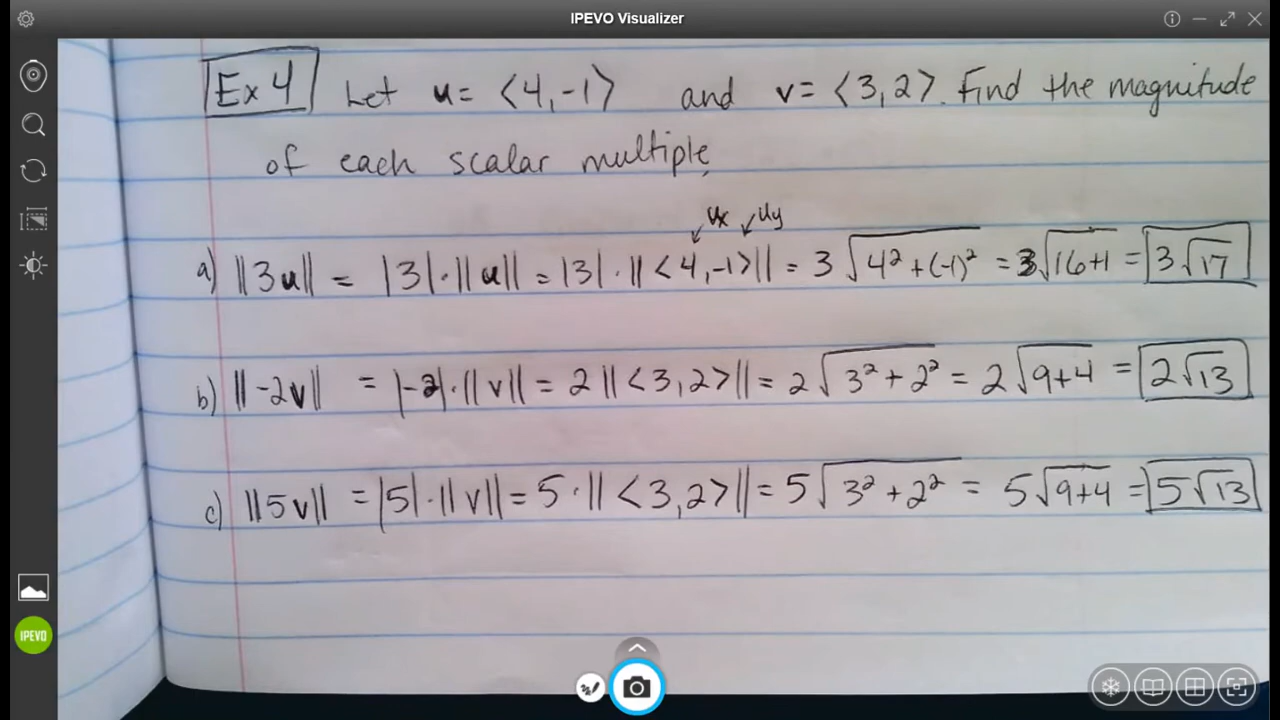 IPEVO Visualizer
Ex 4 Let u = <4, -1> and v = <3, 2>. Find the magnitude
of each scalar multiple.
ux uy
a) ||3u|| = |3|·||u|| = |3|·||<4,-1>|| = 3√(4² + (-1)²) = 3√(16+1) = 3√17
b) ||-2v|| = |-2|·||v|| = 2||<3,2>|| = 2√(3² + 2²) = 2√(9+4) = 2√13
c) ||5v|| = |5|·||v|| = 5·||<3,2>|| = 5√(3² + 2²) = 5√(9+4) = 5√13
IPEVO